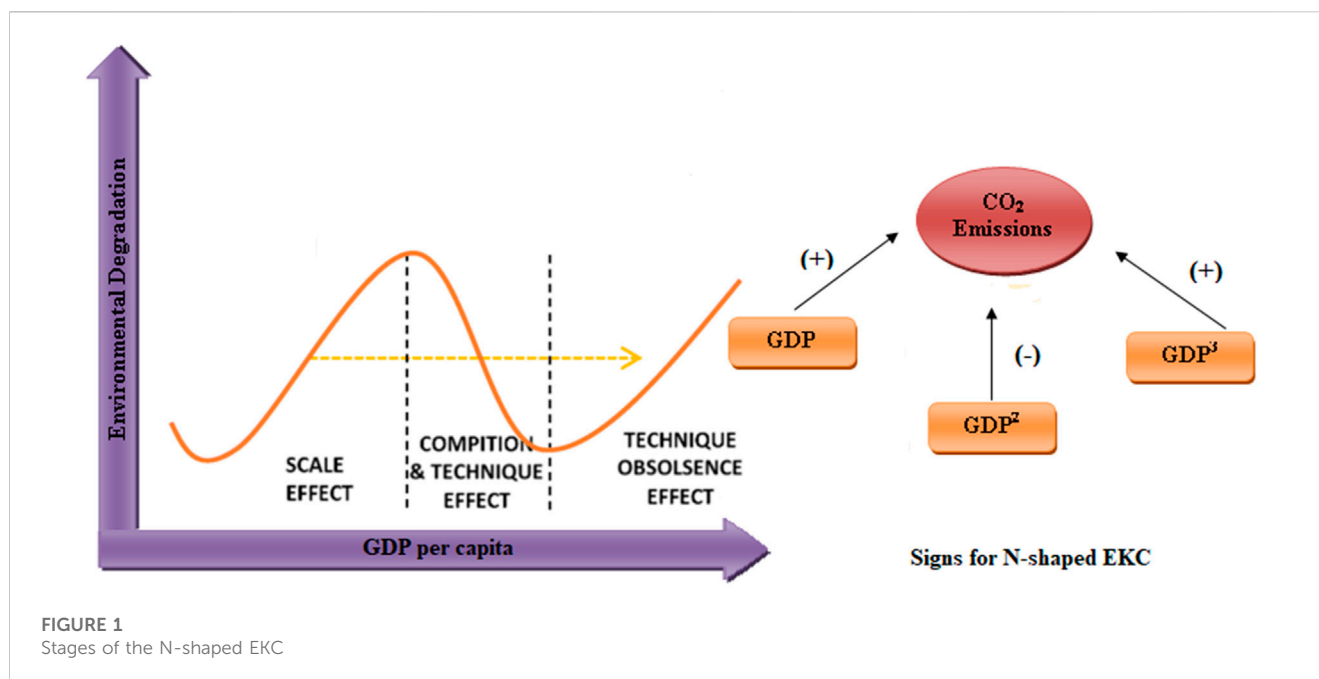 Environmental Degradation
SCALE
EFFECT
COMPITION
& TECHNIQUE
EFFECT
TECHNIQUE
OBSOLSENCE
EFFECT
GDP per capita
CO₂
Emissions
(+)
(-)
(+)
GDP
GDP²
GDP³
Signs for N-shaped EKC
FIGURE 1
Stages of the N-shaped EKC